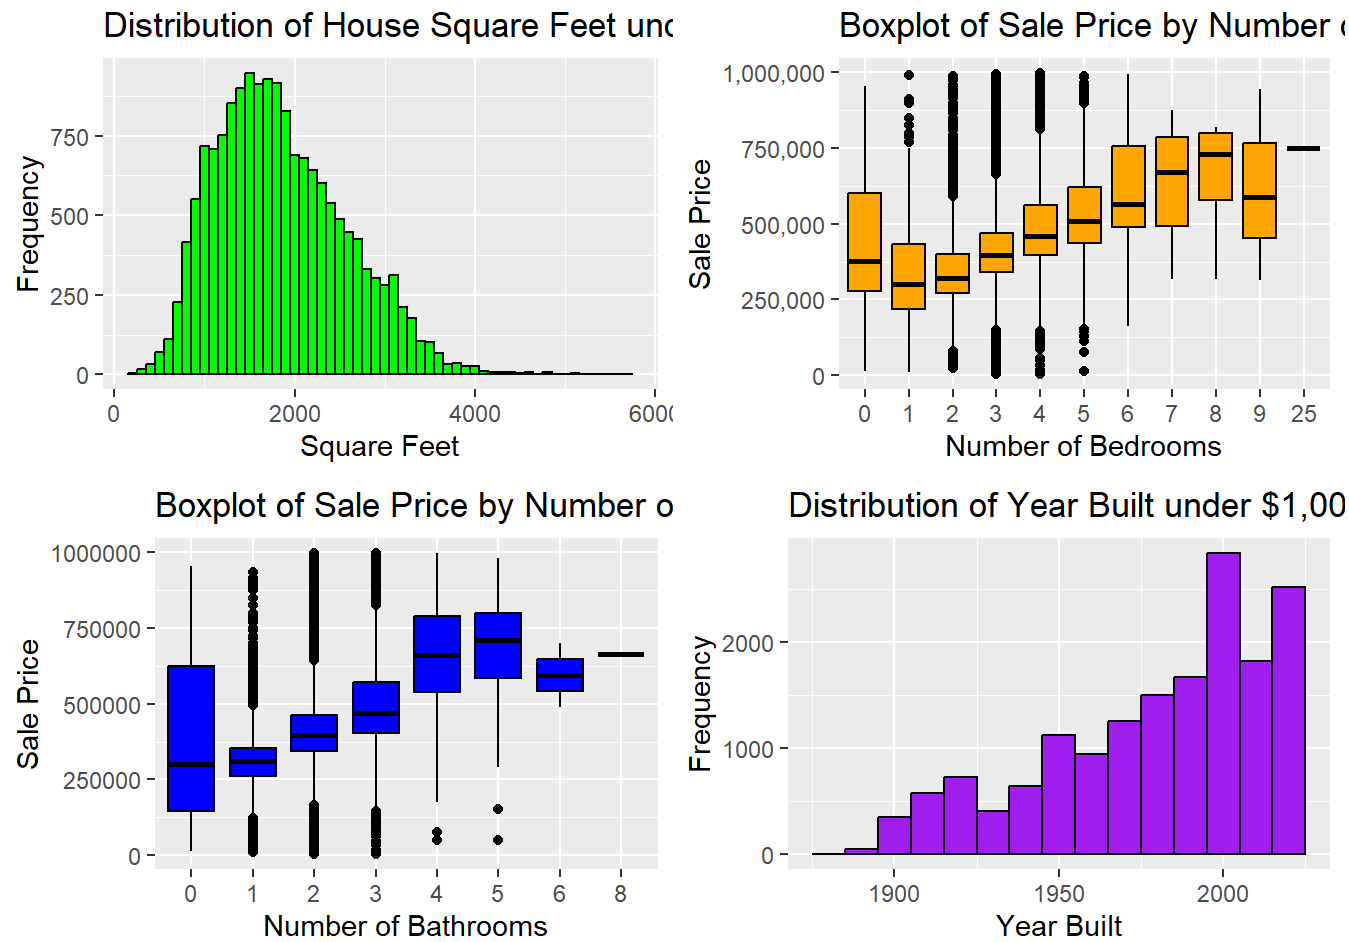 Distribution of House Square Feet und
750
500
250
0
Frequency
0 2000 4000 6000
Square Feet
Boxplot of Sale Price by Number o
1,000,000
750,000
500,000
250,000
0
Sale Price
0 1 2 3 4 5 6 7 8 9 25
Number of Bedrooms
Boxplot of Sale Price by Number o
1000000
750000
500000
250000
0
Sale Price
0 1 2 3 4 5 6 8
Number of Bathrooms
Distribution of Year Built under $1,00
2000
1000
0
Frequency
1900 1950 2000
Year Built